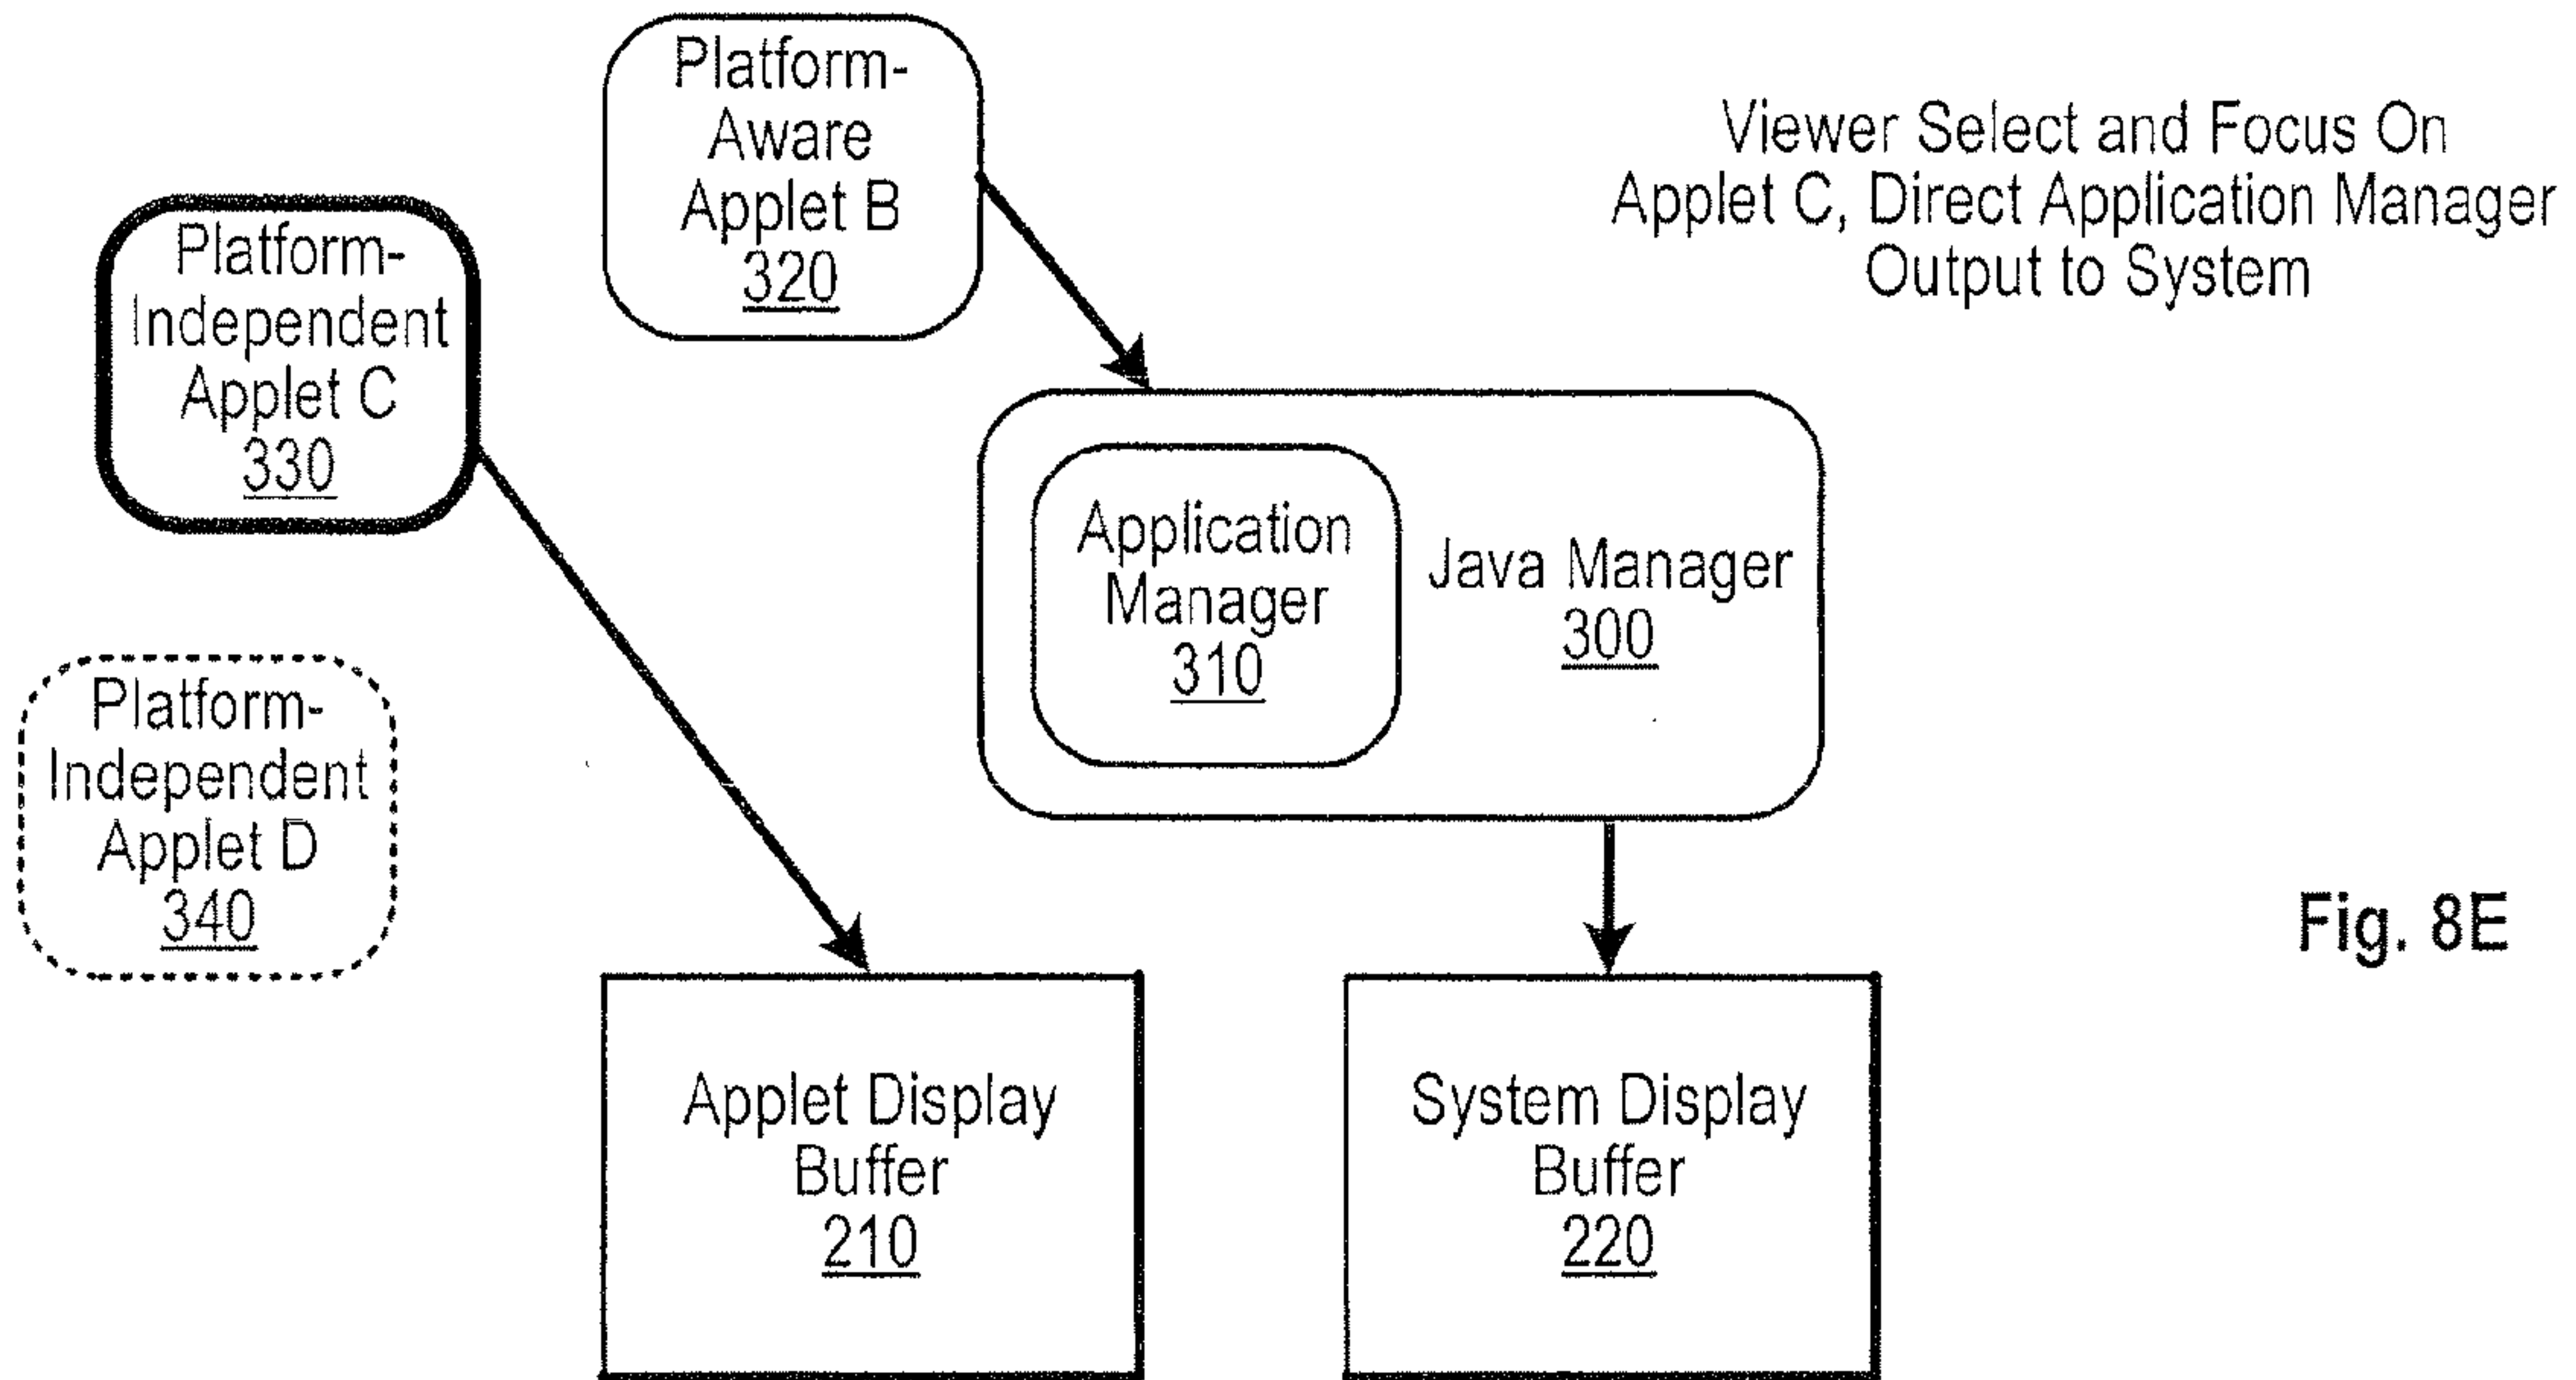 Platform-
Aware
Applet B
320
Viewer Select and Focus On
Applet C, Direct Application Manager
Output to System
Platform-
Independent
Applet C
330
Application
Manager
310
Java Manager
300
Platform-
Independent
Applet D
340
Fig. 8E
Applet Display
Buffer
210
System Display
Buffer
220